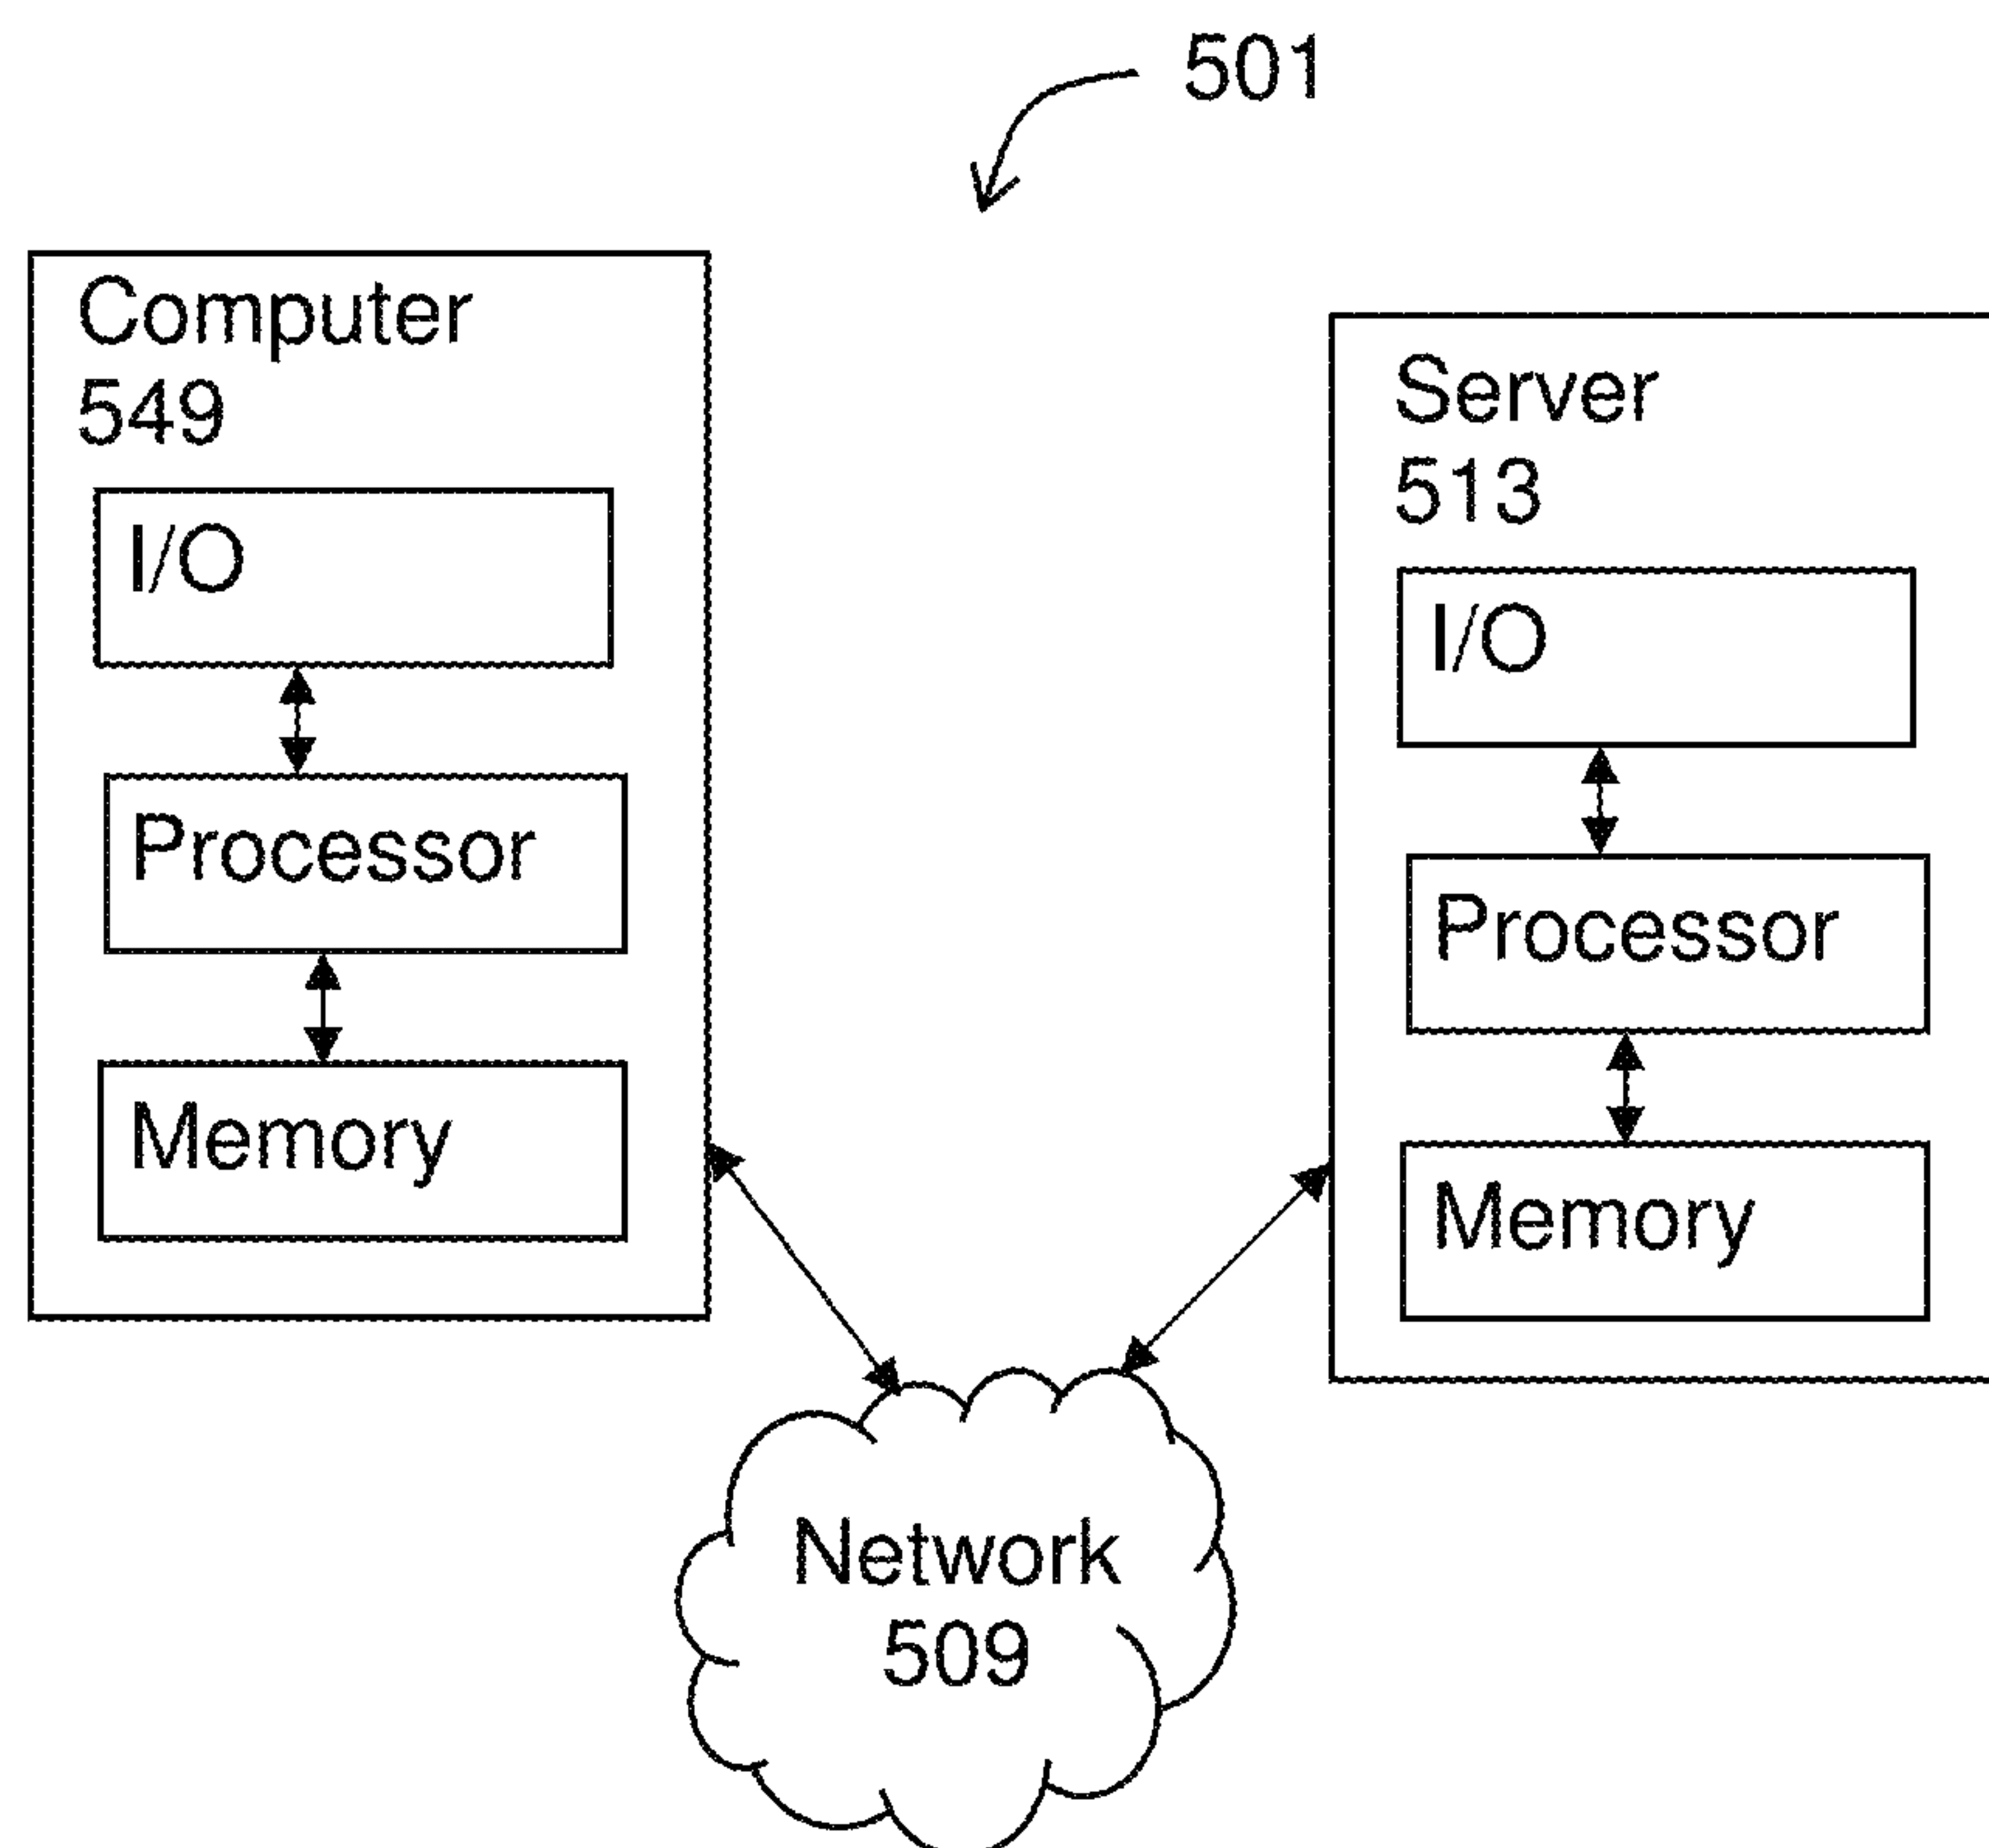 501
Computer
549
I/O
Processor
Memory
Server
513
I/O
Processor
Memory
Network
509